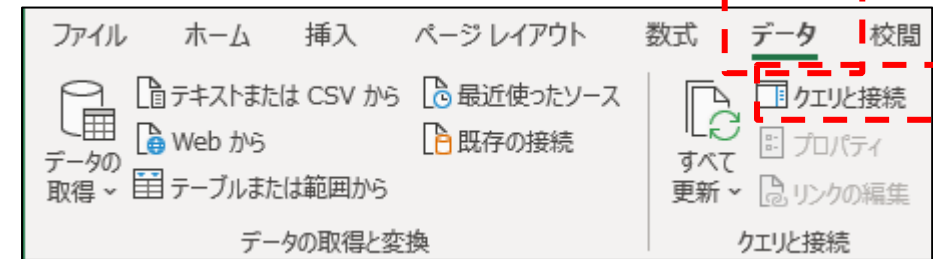 ファイル ホーム 挿入 ページ レイアウト 数式 データ 校閲
データの
取得
テキストまたは CSV から
Web から
テーブルまたは範囲から
最近使ったソース
既存の接続
データの取得と変換
すべて
更新
クエリと接続
プロパティ
リンクの編集
クエリと接続